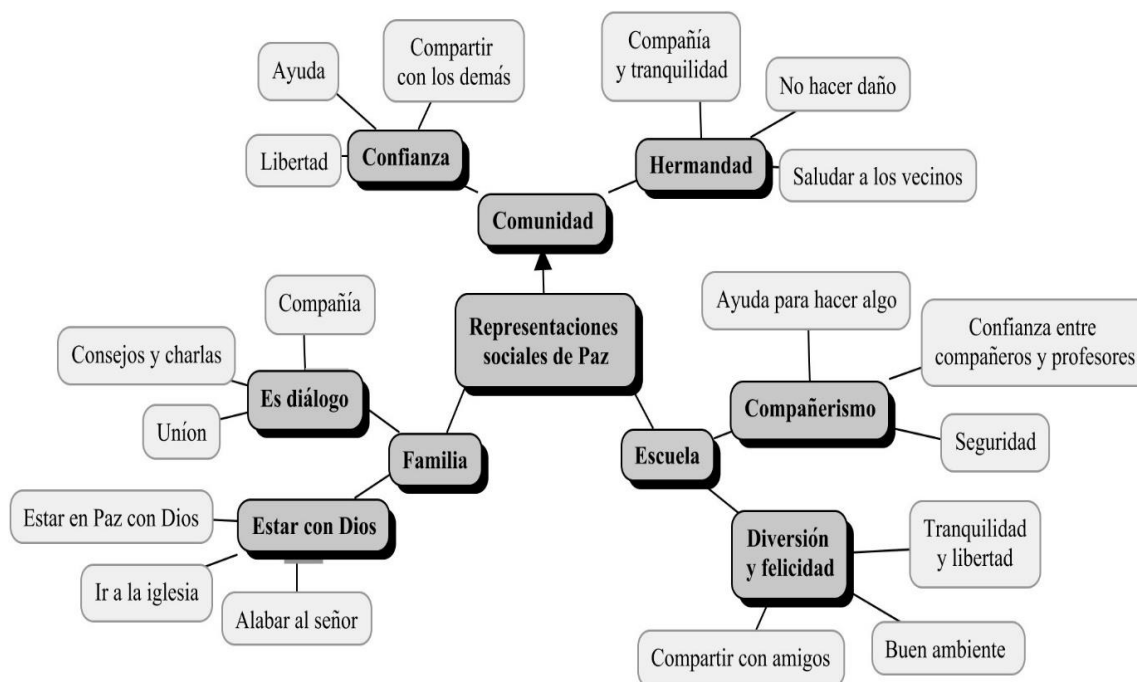 Compartir
con los demás
Ayuda
Libertad
Confianza
Compañía
y tranquilidad
No hacer daño
Hermandad
Saludar a los vecinos
Comunidad
Representaciones
sociales de Paz
Compañía
Consejos y charlas
Es diálogo
Uníon
Familia
Estar en Paz con Dios
Estar con Dios
Ir a la iglesia
Alabar al señor
Ayuda para hacer algo
Confianza entre
compañeros y profesores
Compañerismo
Escuela
Seguridad
Diversión
y felicidad
Tranquilidad
y libertad
Compartir con amigos
Buen ambiente